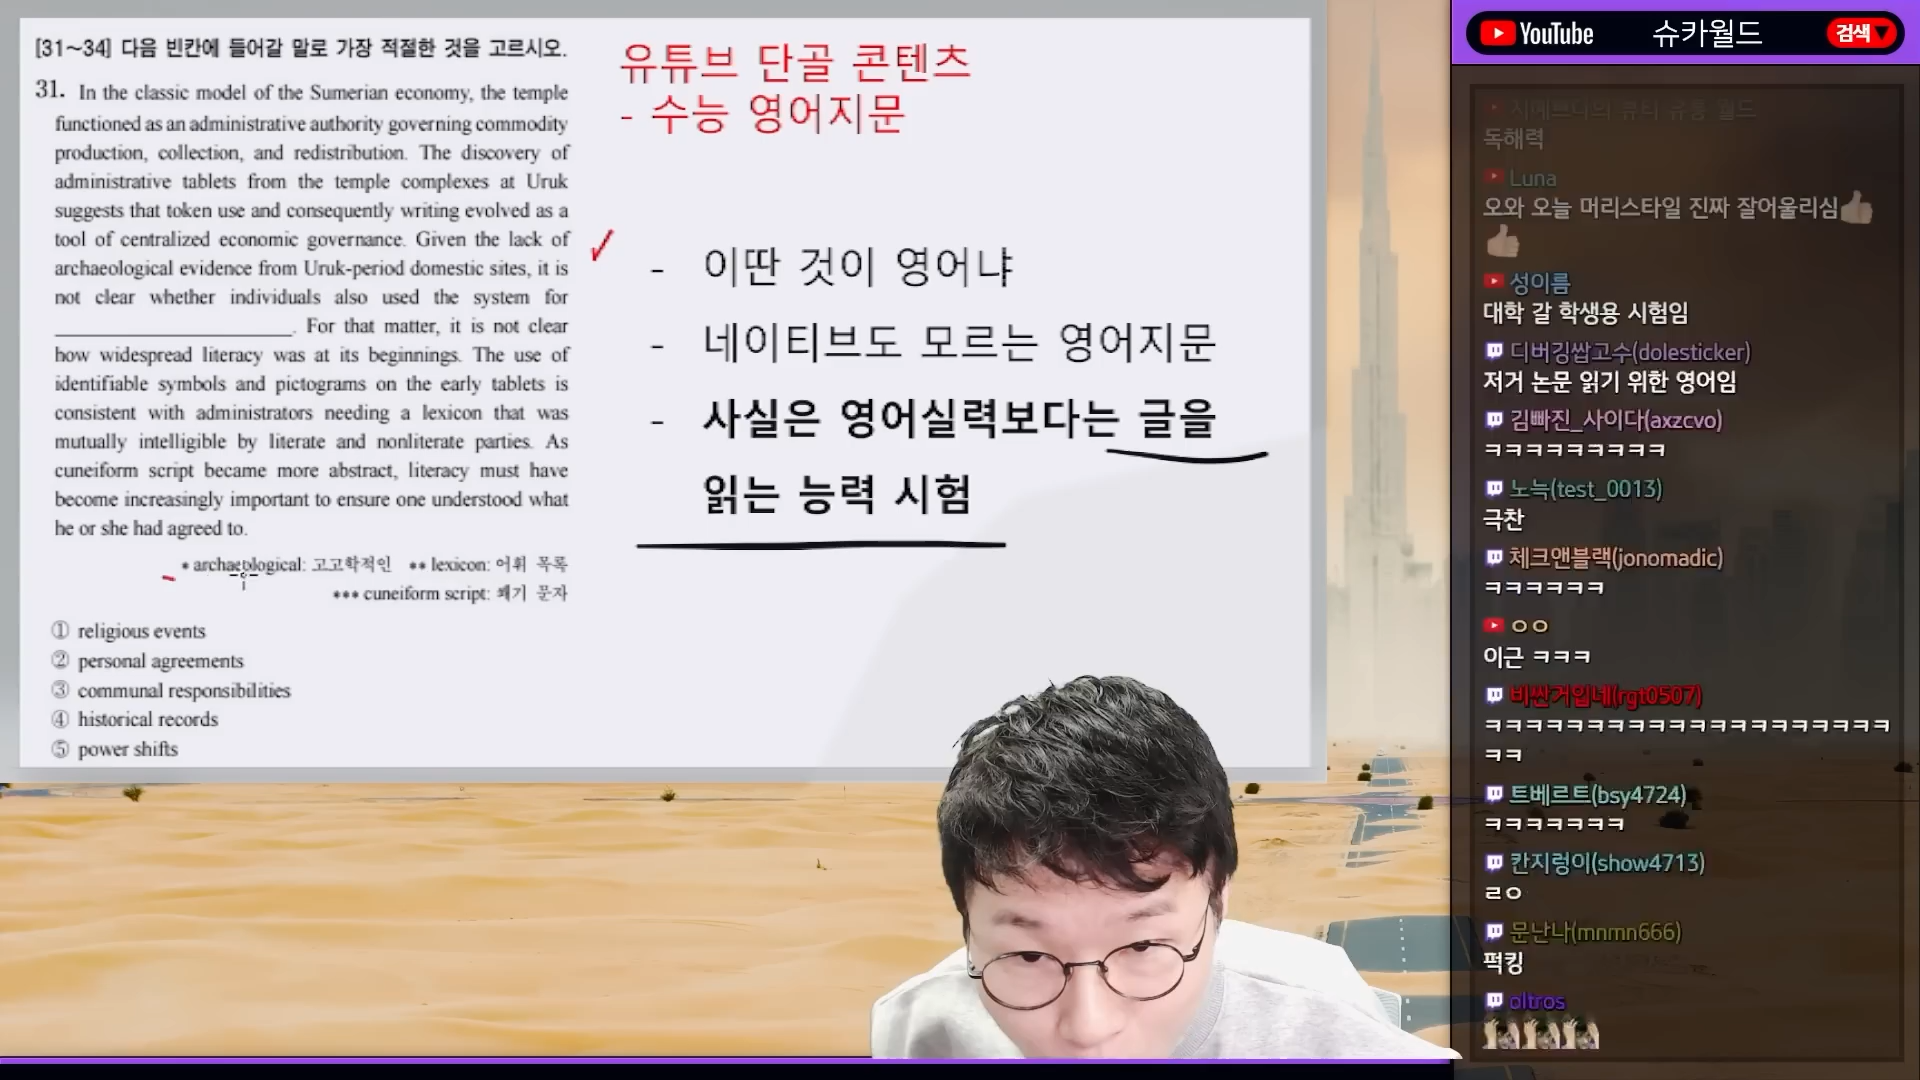 [31~34] 다음 빈칸에 들어갈 말로 가장 적절한 것을 고르시오.
31. In the classic model of the Sumerian economy, the temple
functioned as an administrative authority governing commodity
production, collection, and redistribution. The discovery of
administrative tablets from the temple complexes at Uruk
suggests that token use and consequently writing evolved as a
tool of centralized economic governance. Given the lack of
archaeological evidence from Uruk-period domestic sites, it is
not clear whether individuals also used the system for
____________________. For that matter, it is not clear
how widespread literacy was at its beginnings. The use of
identifiable symbols and pictograms on the early tablets is
consistent with administrators needing a lexicon that was
mutually intelligible by literate and nonliterate parties. As
cuneiform script became more abstract, literacy must have
become increasingly important to ensure one understood what
he or she had agreed to.
* archaeological: 고고학적인 ** lexicon: 어휘 목록
*** cuneiform script: 쐐기 문자
① religious events
② personal agreements
③ communal responsibilities
④ historical records
⑤ power shifts
유튜브 단골 콘텐츠
- 수능 영어지문
- 이딴 것이 영어냐
- 네이티브도 모르는 영어지문
- 사실은 영어실력보다는 글을
읽는 능력 시험
YouTube 슈카월드 검색▼
독해력
Luna
오와 오늘 머리스타일 진짜 잘어울리심
성이름
대학 갈 학생용 시험임
디버깅쌉고수(dolesticker)
저거 논문 읽기 위한 영어임
김빠진_사이다(axzcvo)
ㅋㅋㅋㅋㅋㅋㅋㅋㅋ
노늑(test_0013)
극찬
체크앤블랙(jonomadic)
ㅋㅋㅋㅋㅋㅋ
ㅇㅇ
이근 ㅋㅋㅋ
비싼거입네(rgt0507)
ㅋㅋㅋㅋㅋㅋㅋㅋㅋㅋㅋㅋㅋㅋㅋㅋㅋㅋㅋㅋ
ㅋㅋ
트베르트(bsy4724)
ㅋㅋㅋㅋㅋㅋㅋ
칸지렁이(show4713)
ㄹㅇ
문난나(mnmn666)
퍽킹
oltros